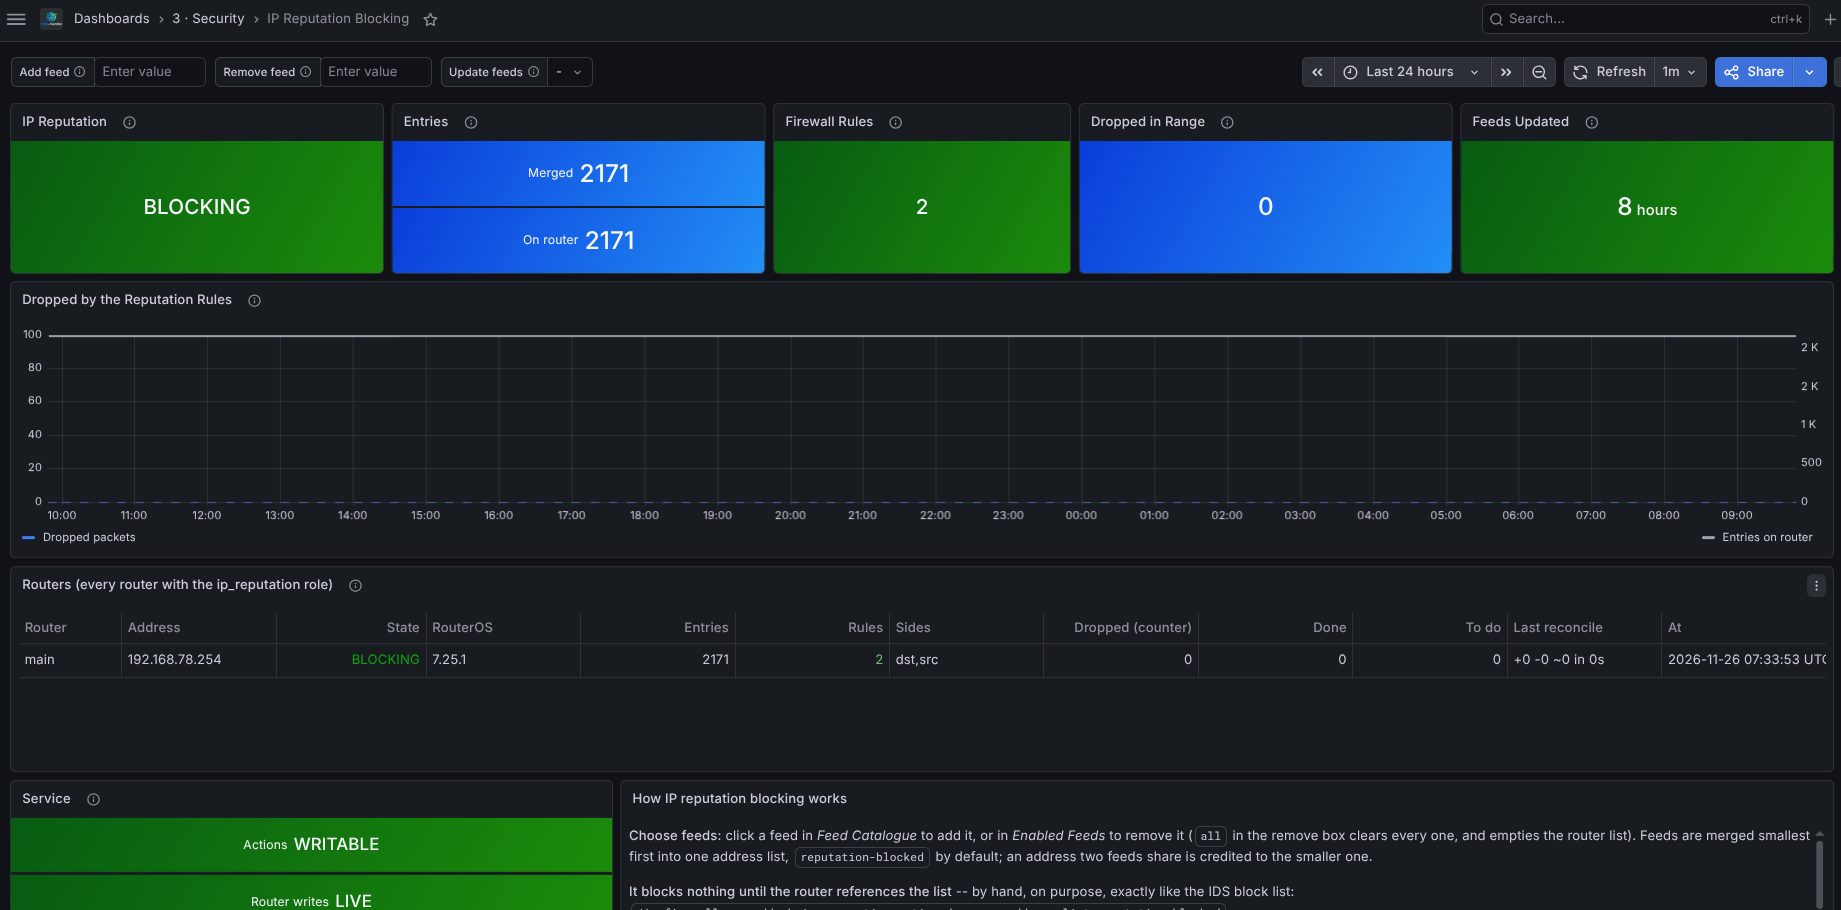 Dashboards › 3 · Security › IP Reputation Blocking
Search... ctrl+k
Add feed Enter value Remove feed Enter value Update feeds -
Last 24 hours Refresh 1m Share
IP Reputation
BLOCKING
Entries
Merged 2171
On router 2171
Firewall Rules
2
Dropped in Range
0
Feeds Updated
8 hours
Dropped by the Reputation Rules
100
80
60
40
20
0
2 K
2 K
1 K
500
0
10:00 11:00 12:00 13:00 14:00 15:00 16:00 17:00 18:00 19:00 20:00 21:00 22:00 23:00 00:00 01:00 02:00 03:00 04:00 05:00 06:00 07:00 08:00 09:00
Dropped packets
Entries on router
Routers (every router with the ip_reputation role)
Router Address State RouterOS Entries Rules Sides Dropped (counter) Done To do Last reconcile At
main 192.168.78.254 BLOCKING 7.25.1 2171 2 dst,src 0 0 0 +0 -0 ~0 in 0s 2026-11-26 07:33:53 UTC
Service
Actions WRITABLE
Router writes LIVE
How IP reputation blocking works
Choose feeds: click a feed in Feed Catalogue to add it, or in Enabled Feeds to remove it ( all in the remove box clears every one, and empties the router list). Feeds are merged smallest
first into one address list, reputation-blocked by default; an address two feeds share is credited to the smaller one.
It blocks nothing until the router references the list -- by hand, on purpose, exactly like the IDS block list: